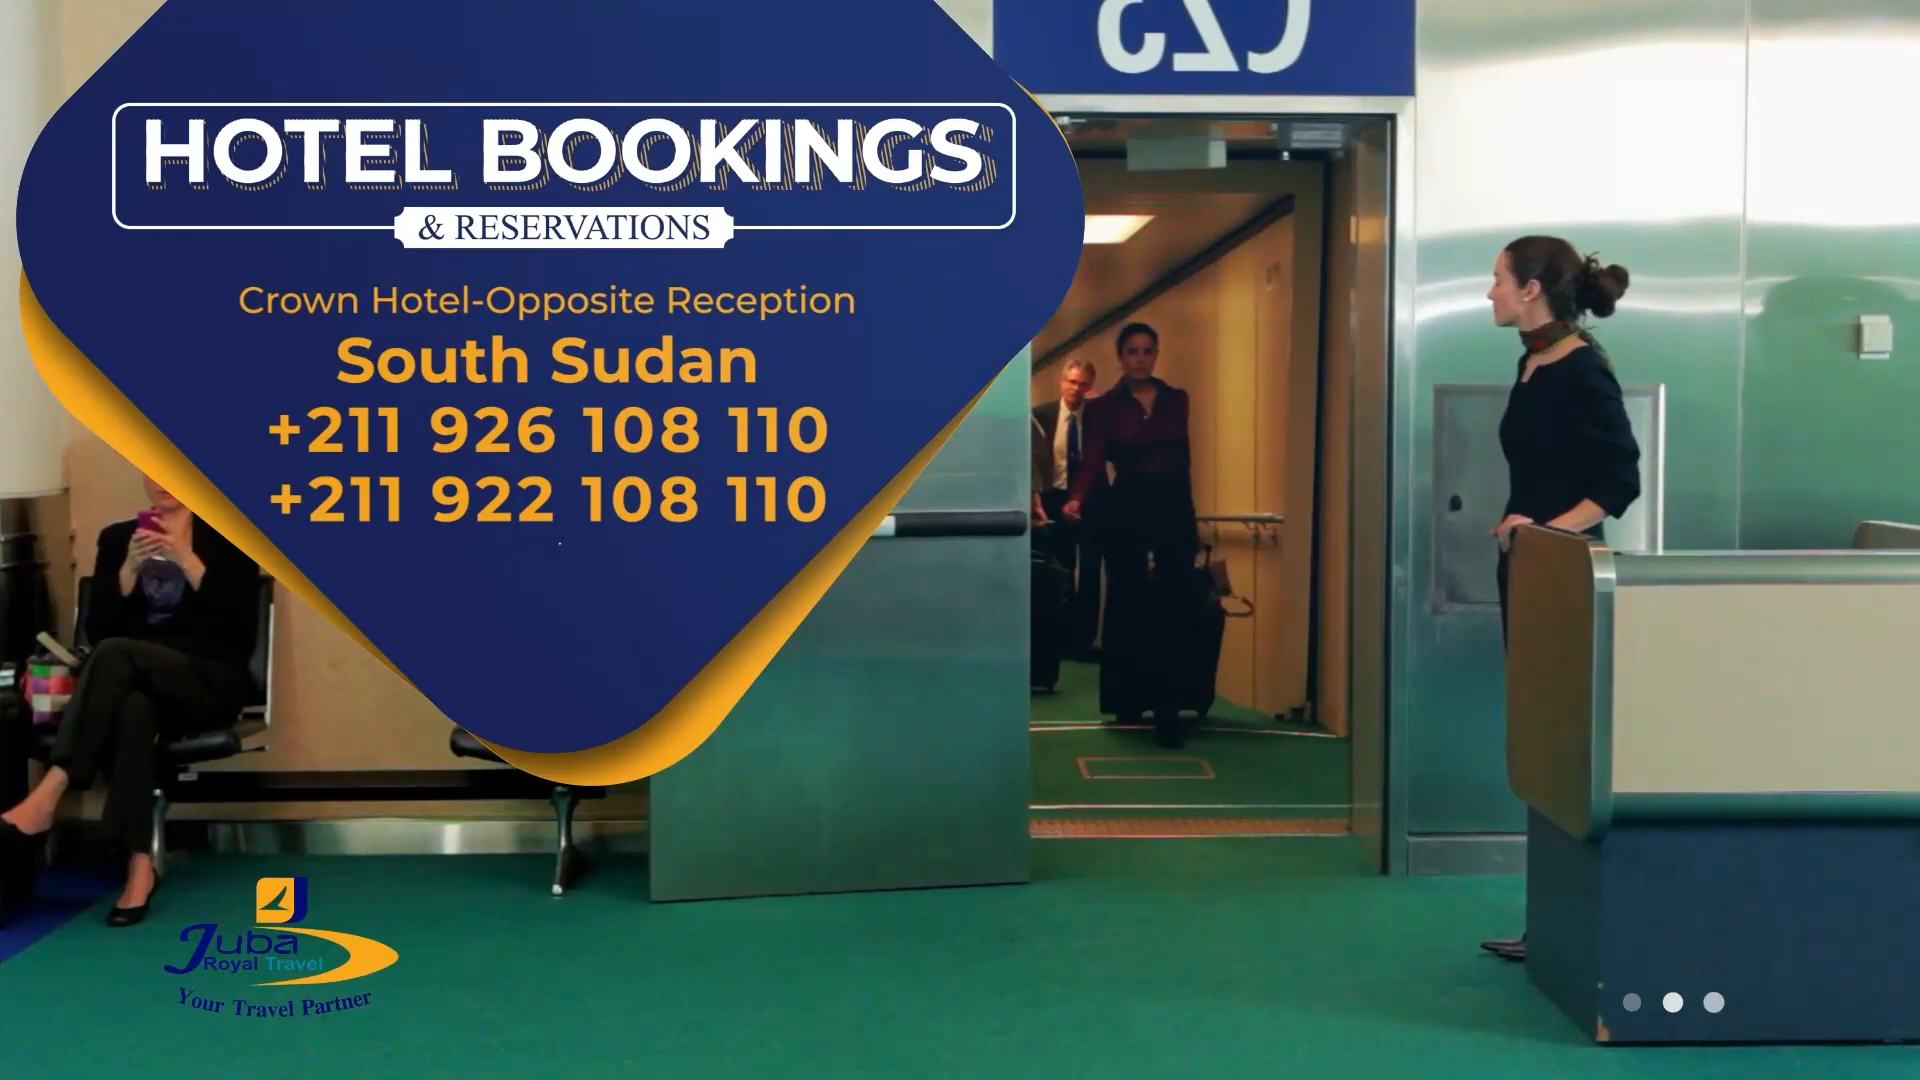 C23
HOTEL BOOKINGS
& RESERVATIONS
Crown Hotel-Opposite Reception
South Sudan
+211 926 108 110
+211 922 108 110
Juba
Royal Travel
Your Travel Partner